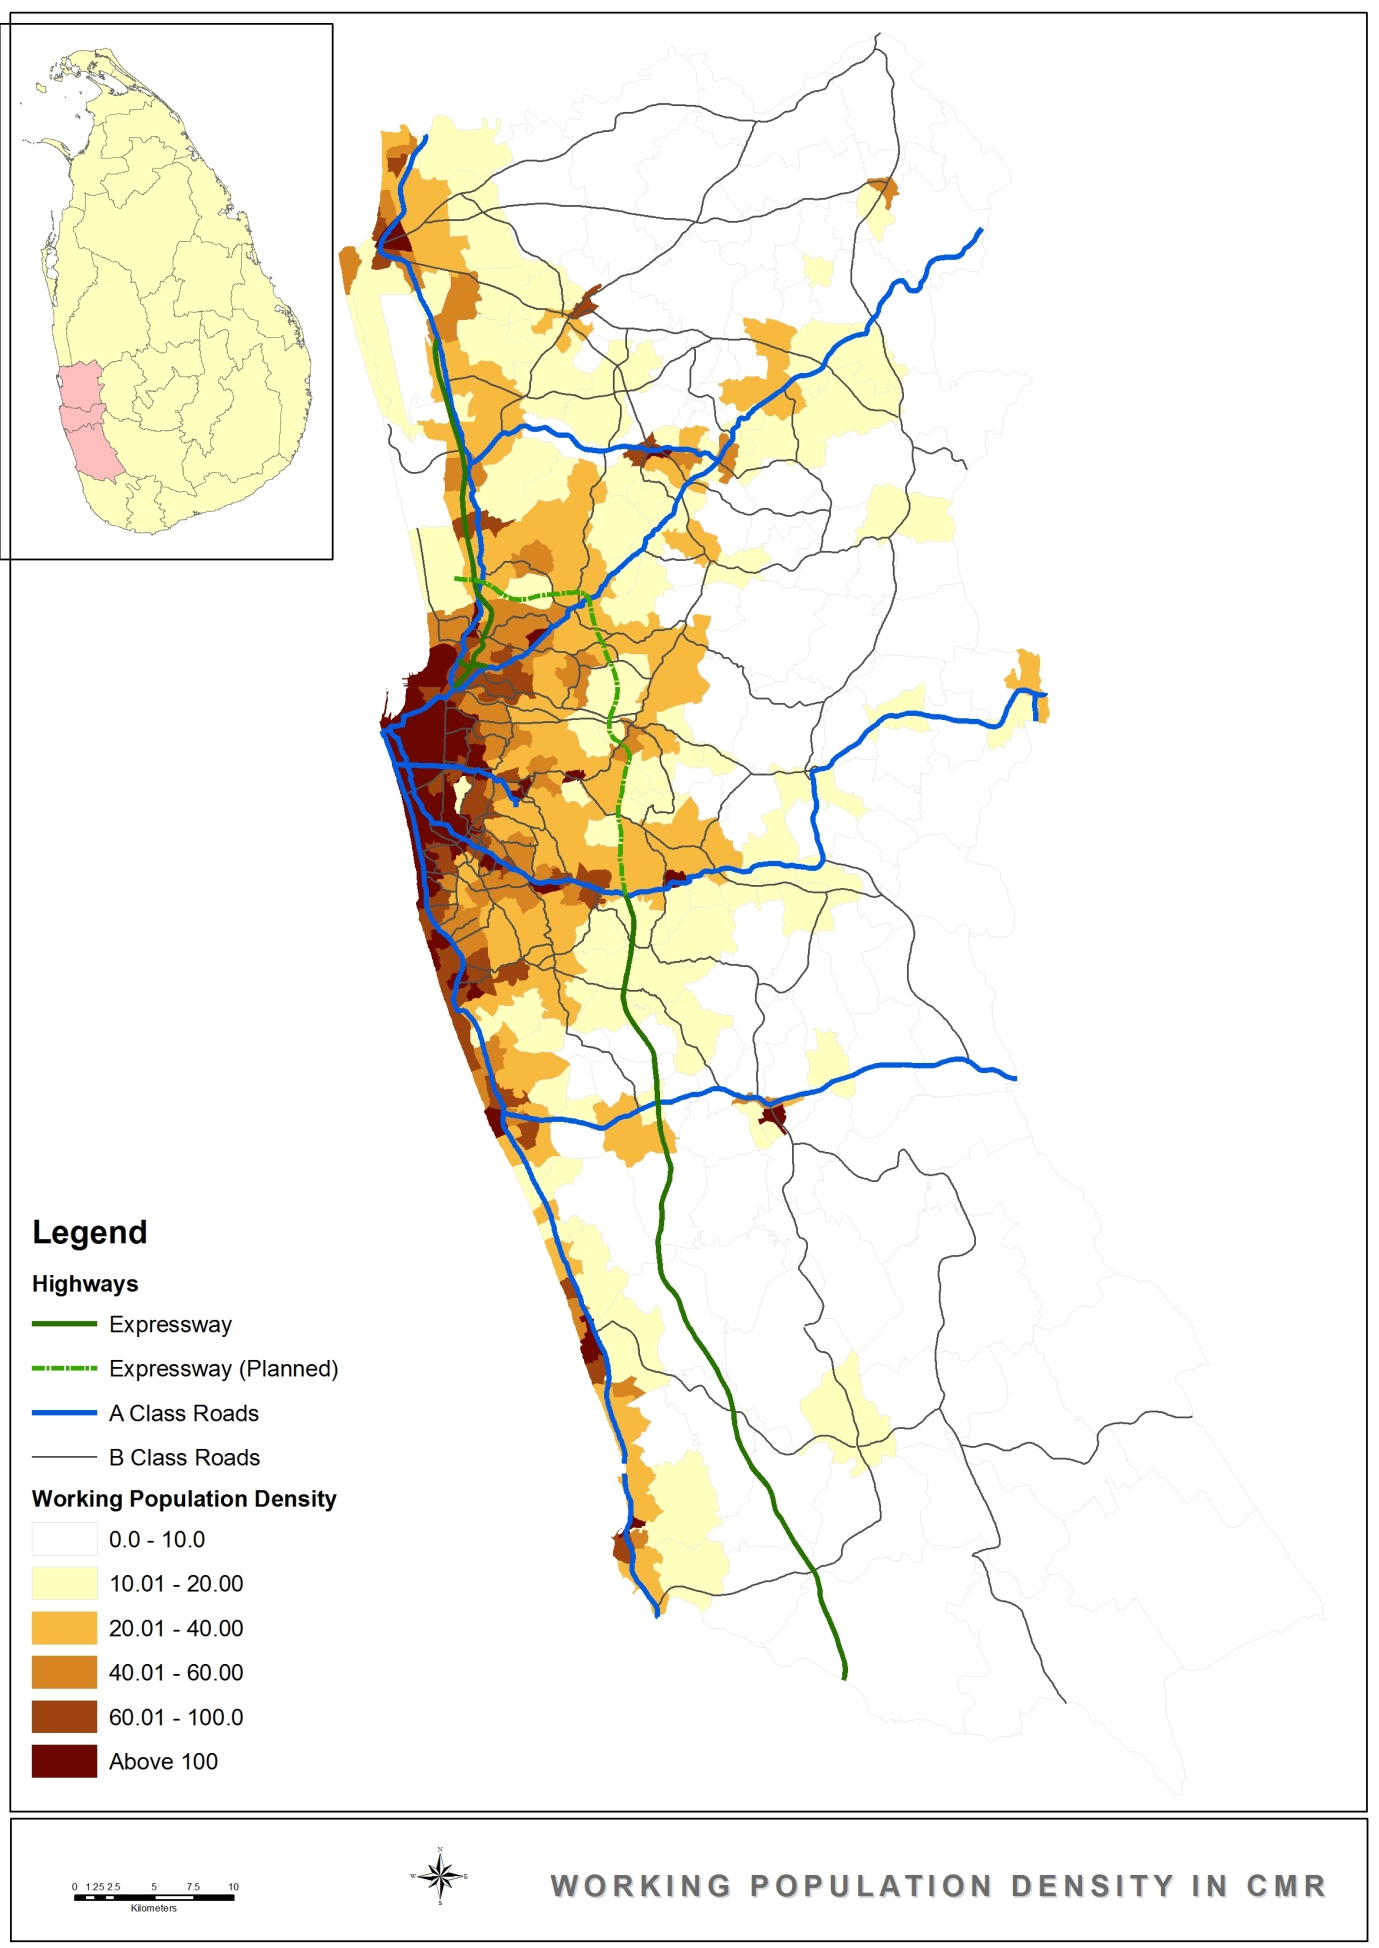 Legend
Highways
Expressway
Expressway (Planned)
A Class Roads
B Class Roads
Working Population Density
0.0 - 10.0
10.01 - 20.00
20.01 - 40.00
40.01 - 60.00
60.01 - 100.0
Above 100
0 1.25 2.5 5 7.5 10
Kilometers
N
W E
S
WORKING POPULATION DENSITY IN CMR